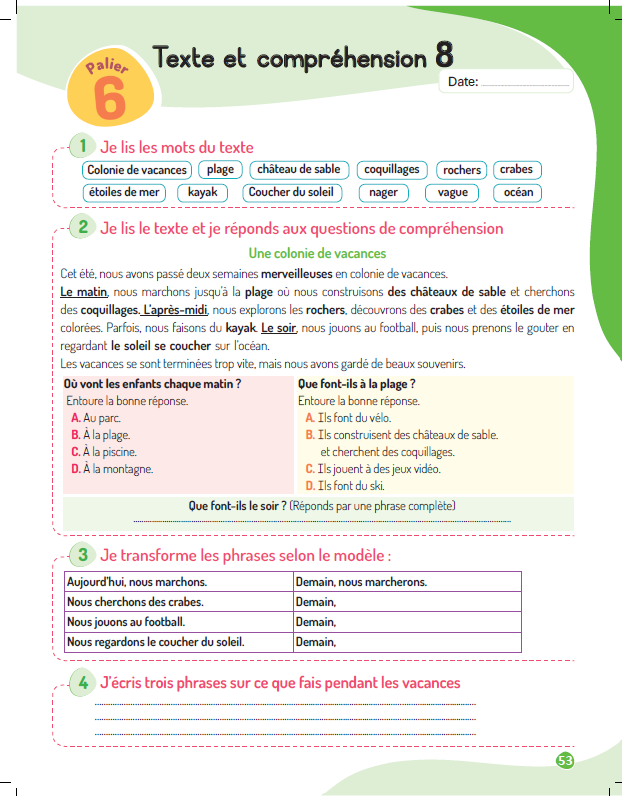 Palier
6
Texte et compréhension 8
Date:
1 Je lis les mots du texte
Colonie de vacances plage château de sable coquillages rochers crabes
étoiles de mer kayak Coucher du soleil nager vague océan
2 Je lis le texte et je réponds aux questions de compréhension
Une colonie de vacances
Cet été, nous avons passé deux semaines merveilleuses en colonie de vacances.
Le matin, nous marchons jusqu'à la plage où nous construisons des châteaux de sable et cherchons
des coquillages. L'après-midi, nous explorons les rochers, découvrons des crabes et des étoiles de mer
colorées. Parfois, nous faisons du kayak. Le soir, nous jouons au football, puis nous prenons le gouter en
regardant le soleil se coucher sur l'océan.
Les vacances se sont terminées trop vite, mais nous avons gardé de beaux souvenirs.
Où vont les enfants chaque matin ?
Entoure la bonne réponse.
A. Au parc.
B. À la plage.
C. À la piscine.
D. À la montagne.
Que font-ils à la plage ?
Entoure la bonne réponse.
A. Ils font du vélo.
B. Ils construisent des châteaux de sable.
et cherchent des coquillages.
C. Ils jouent à des jeux vidéo.
D. Ils font du ski.
Que font-ils le soir ? (Réponds par une phrase complète)
3 Je transforme les phrases selon le modèle :
Aujourd'hui, nous marchons. Demain, nous marcherons.
Nous cherchons des crabes. Demain,
Nous jouons au football. Demain,
Nous regardons le coucher du soleil. Demain,
4 J'écris trois phrases sur ce que fais pendant les vacances
53